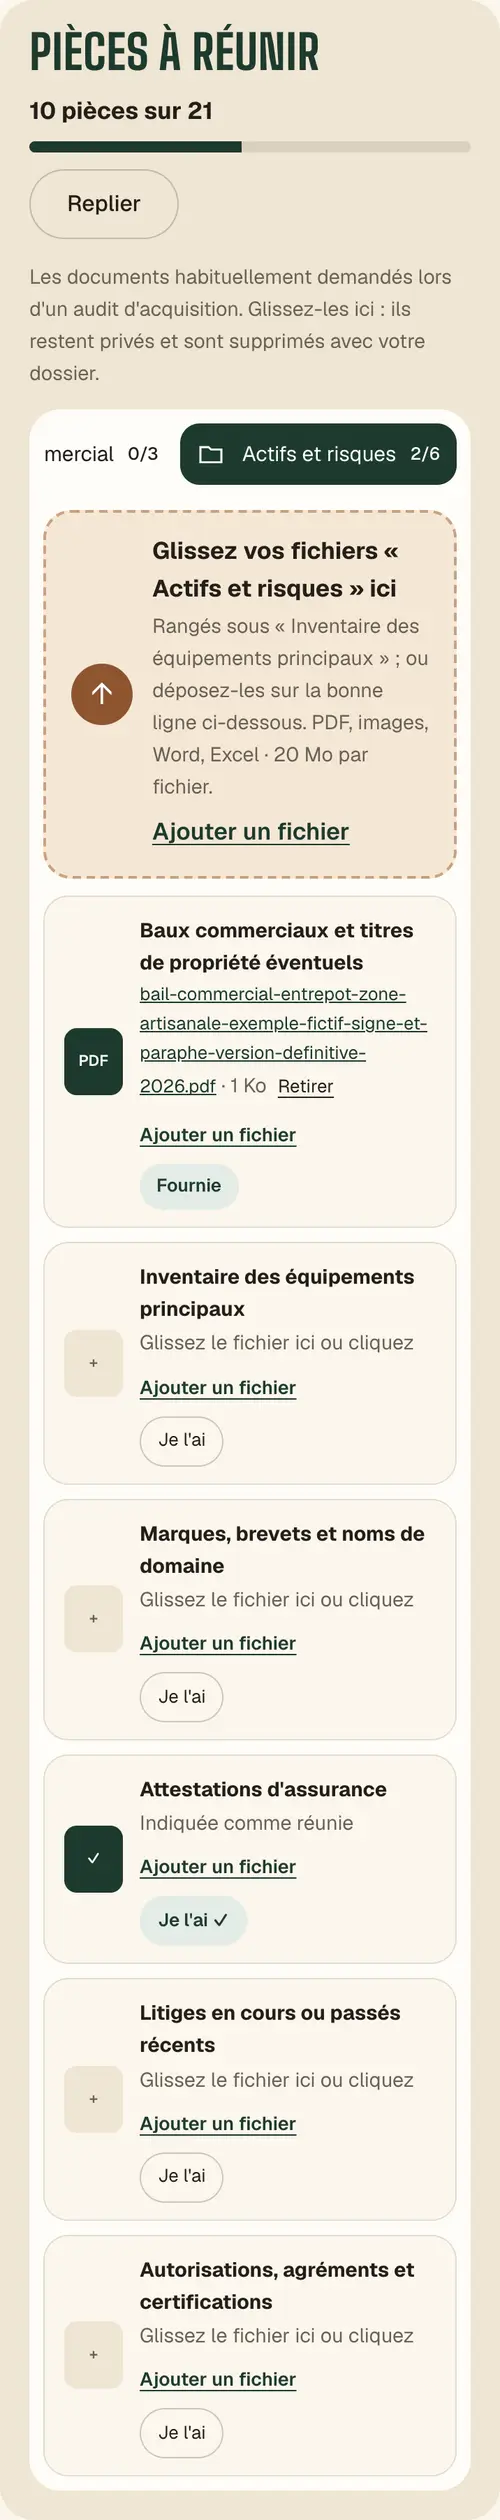 PIÈCES À RÉUNIR
10 pièces sur 21
Replier
Les documents habituellement demandés lors
d'un audit d'acquisition. Glissez-les ici : ils
restent privés et sont supprimés avec votre
dossier.
mercial 0/3
Actifs et risques 2/6
Glissez vos fichiers «
Actifs et risques » ici
Rangés sous « Inventaire des
équipements principaux » ; ou
déposez-les sur la bonne
ligne ci-dessous. PDF, images,
Word, Excel · 20 Mo par
fichier.
Ajouter un fichier
Baux commerciaux et titres
de propriété éventuels
bail-commercial-entrepot-zone-
artisanale-exemple-fictif-signe-et-
paraphe-version-definitive-
PDF
2026.pdf · 1 Ko Retirer
Ajouter un fichier
Fournie
Inventaire des équipements
principaux
Glissez le fichier ici ou cliquez
+
Ajouter un fichier
Je l'ai
Marques, brevets et noms de
domaine
Glissez le fichier ici ou cliquez
+
Ajouter un fichier
Je l'ai
Attestations d'assurance
Indiquée comme réunie
✓
Ajouter un fichier
Je l'ai ✓
Litiges en cours ou passés
récents
Glissez le fichier ici ou cliquez
+
Ajouter un fichier
Je l'ai
Autorisations, agréments et
certifications
Glissez le fichier ici ou cliquez
+
Ajouter un fichier
Je l'ai